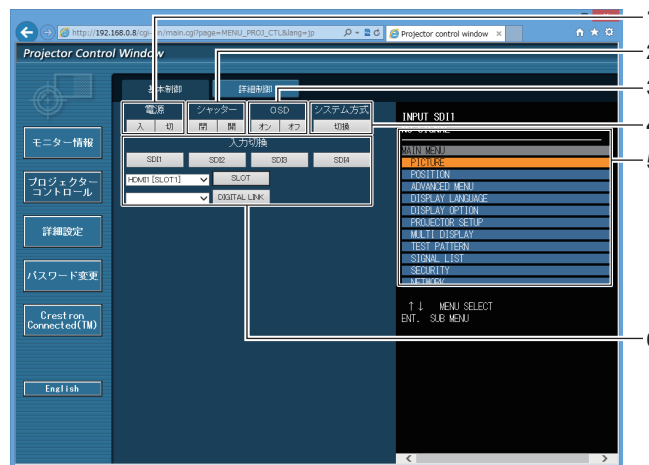 http://192.168.0.8/cgi-bin/main.cgi?page=MENU_PROJ_CTL&lang=jp
Projector control window
Projector Control Window
基本制御
詳細制御
電源
シャッター
OSD
システム方式
入
切
閉
開
オン
オフ
切換
入力切換
SDI1
SDI2
SDI3
SDI4
HDMI1 [SLOT1]
SLOT
DIGITAL LINK
モニター情報
プロジェクター
コントロール
詳細設定
パスワード変更
Crestron
Connected(TM)
English
INPUT SDI1
NO SIGNAL
MAIN MENU
PICTURE
POSITION
ADVANCED MENU
DISPLAY LANGUAGE
DISPLAY OPTION
PROJECTOR SETUP
MULTI DISPLAY
TEST PATTERN
SIGNAL LIST
SECURITY
NETWORK
↑↓ MENU SELECT
ENT. SUB MENU